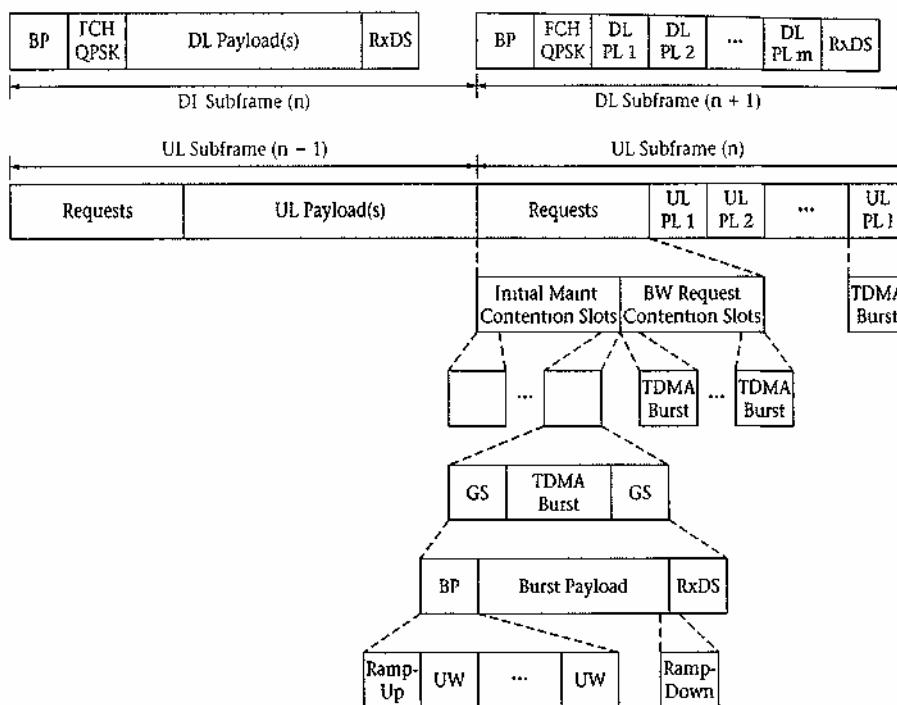 BP FCH QPSK DL Payload(s) RxDS BP FCH QPSK DL PL 1 DL PL 2 ... DL PL m RxDS
DL Subframe (n) DL Subframe (n + 1)
UL Subframe (n − 1) UL Subframe (n)
Requests UL Payload(s) Requests UL PL 1 UL PL 2 ... UL PL l
Initial Maint Contention Slots BW Request Contention Slots TDMA Burst
... TDMA Burst ... TDMA Burst
GS TDMA Burst GS
BP Burst Payload RxDS
Ramp-Up UW ... UW Ramp-Down